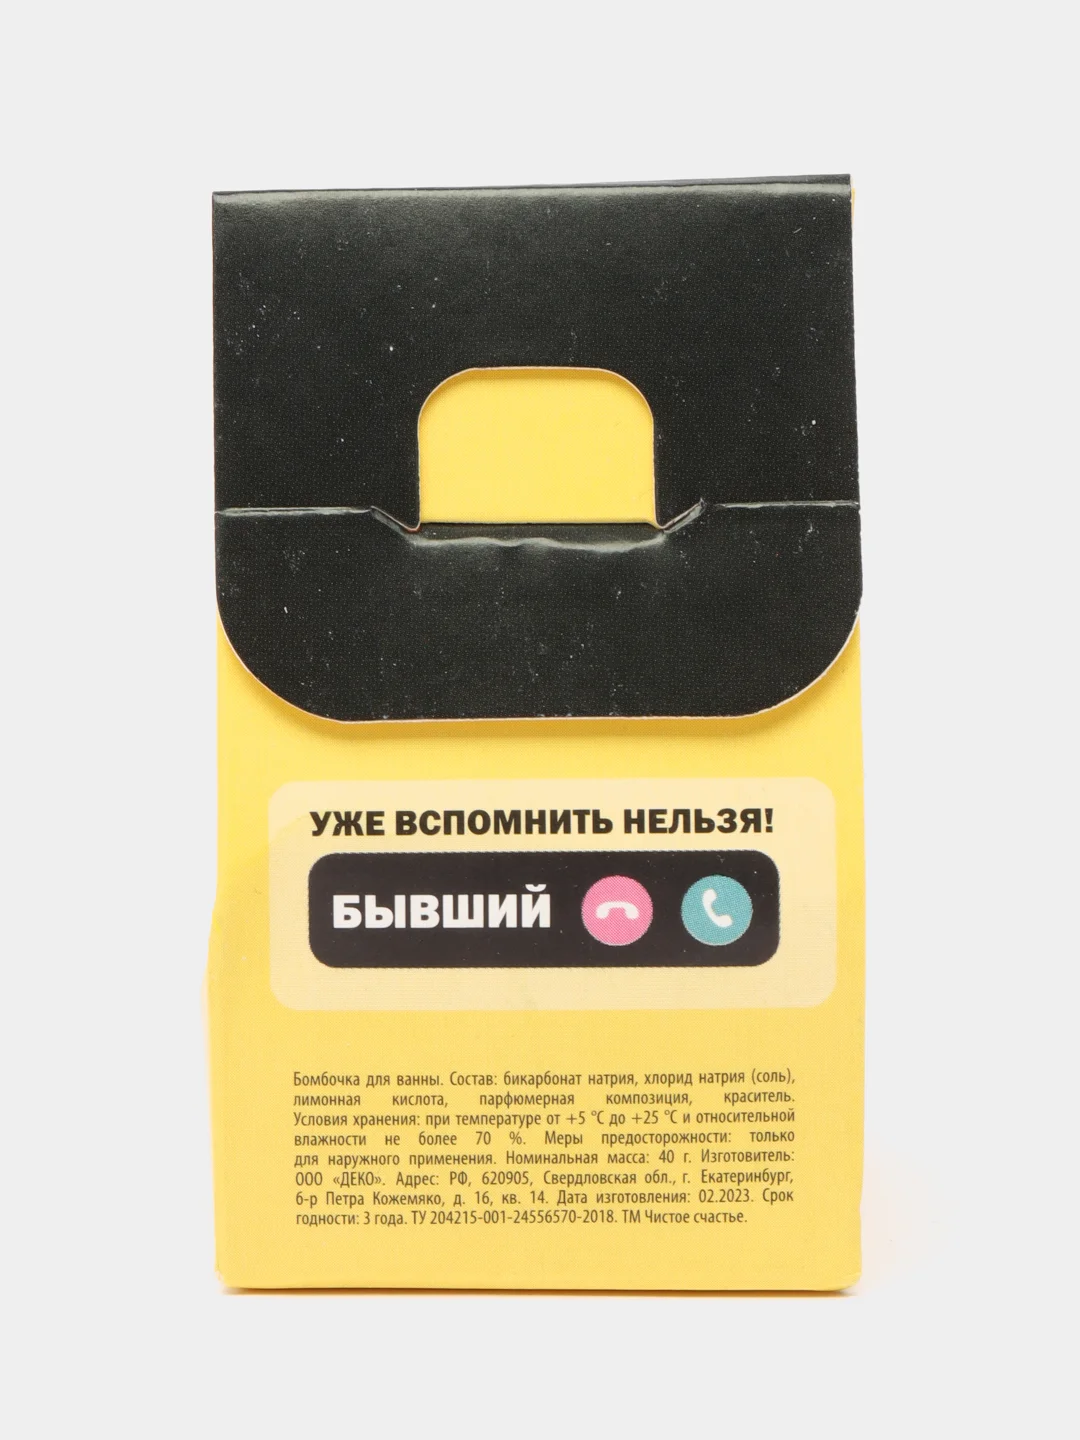 УЖЕ ВСПОМНИТЬ НЕЛЬЗЯ!
БЫВШИЙ
Бомбочка для ванны. Состав: бикарбонат натрия, хлорид натрия (соль),
лимонная кислота, парфюмерная композиция, краситель.
Условия хранения: при температуре от +5 °С до +25 °С и относительной
влажности не более 70 %. Меры предосторожности: только
для наружного применения. Номинальная масса: 40 г. Изготовитель:
ООО «ДЕКО». Адрес: РФ, 620905, Свердловская обл., г. Екатеринбург,
б-р Петра Кожемяко, д. 16, кв. 14. Дата изготовления: 02.2023. Срок
годности: 3 года. ТУ 204215-001-24556570-2018. ТМ Чистое счастье.